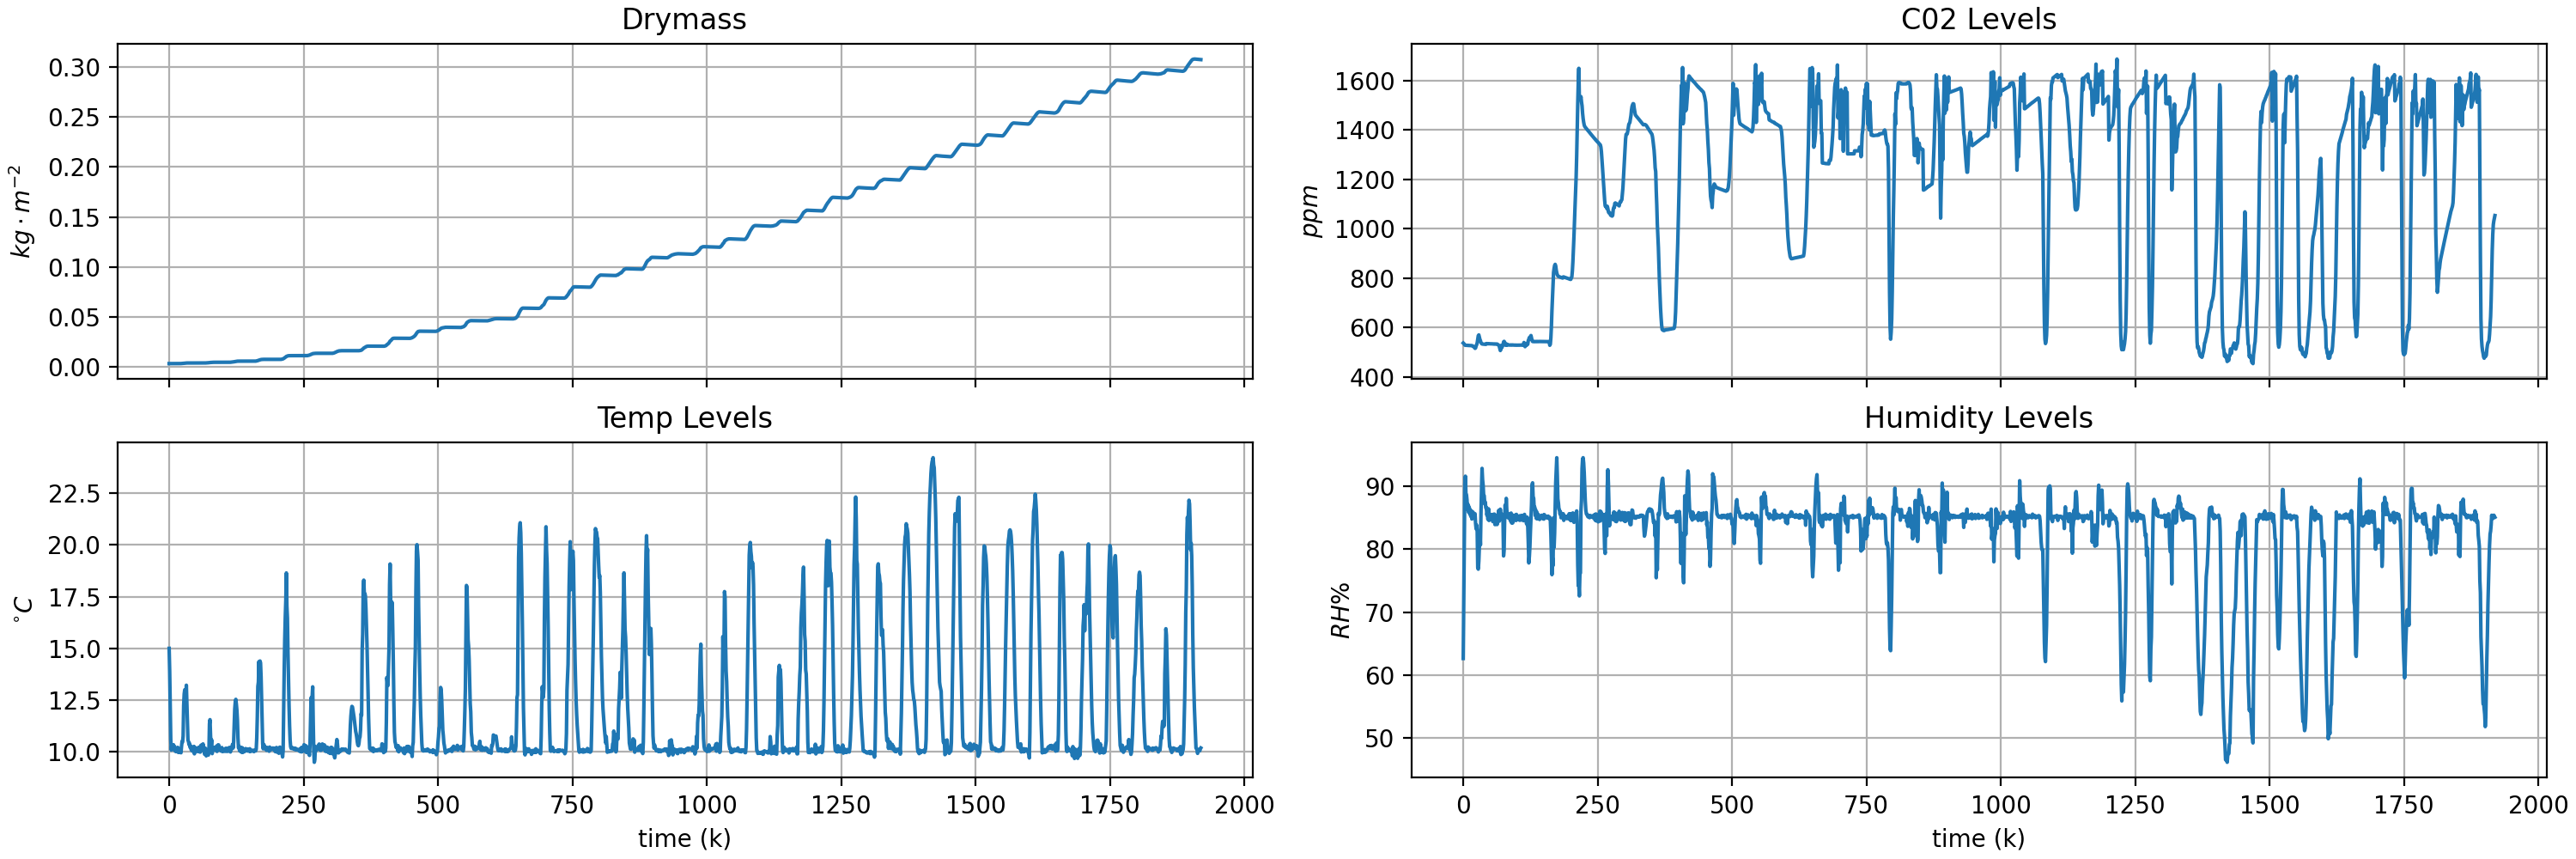 Drymass
C02 Levels
0.30
0.25
0.20
0.15
0.10
0.05
0.00
kg · m⁻²
1600
1400
1200
1000
800
600
400
ppm
Temp Levels
Humidity Levels
22.5
20.0
17.5
15.0
12.5
10.0
°C
0 250 500 750 1000 1250 1500 1750 2000
time (k)
90
80
70
60
50
RH%
0 250 500 750 1000 1250 1500 1750 2000
time (k)